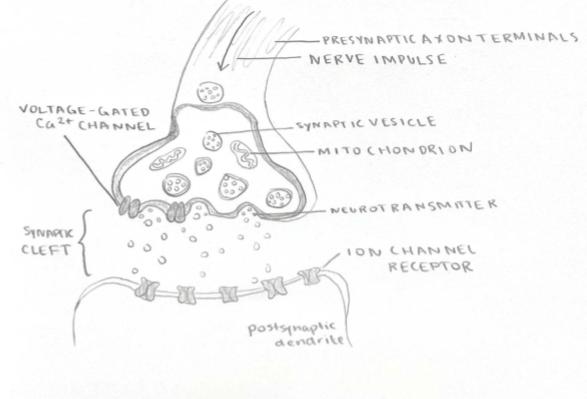 PRESYNAPTIC AXON TERMINALS
NERVE IMPULSE
VOLTAGE-GATED
Ca²⁺ CHANNEL
SYNAPTIC VESICLE
MITOCHONDRION
NEUROTRANSMITTER
SYNAPTIC
CLEFT
ION CHANNEL
RECEPTOR
postsynaptic
dendrite